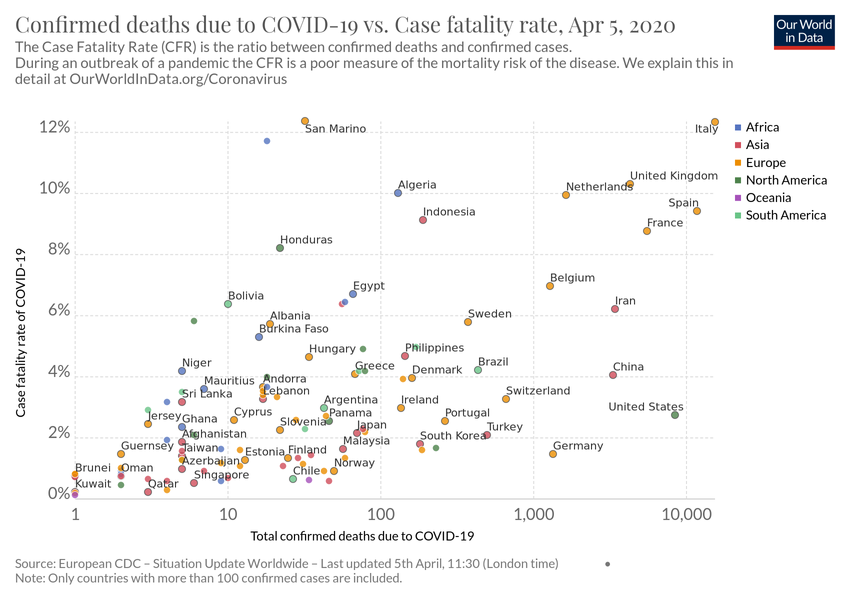 Confirmed deaths due to COVID-19 vs. Case fatality rate, Apr 5, 2020
The Case Fatality Rate (CFR) is the ratio between confirmed deaths and confirmed cases.
During an outbreak of a pandemic the CFR is a poor measure of the mortality risk of the disease. We explain this in
detail at OurWorldInData.org/Coronavirus
Our World
in Data
12%
10%
8%
6%
4%
2%
0%
Case fatality rate of COVID-19
San Marino
Italy
Algeria
United Kingdom
Netherlands
Indonesia
Spain
France
Honduras
Belgium
Egypt
Bolivia
Iran
Albania
Sweden
Burkina Faso
Hungary
Philippines
Niger
Greece
Denmark
Brazil
China
Mauritius
Andorra
Lebanon
Sri Lanka
Argentina
Ireland
Switzerland
United States
Jersey
Ghana
Cyprus
Panama
Portugal
Slovenia
Japan
Afghanistan
South Korea
Turkey
Guernsey
Taiwan
Malaysia
Germany
Estonia
Finland
Azerbaijan
Brunei
Oman
Norway
Singapore
Chile
Kuwait
Qatar
1
10
100
1,000
10,000
Total confirmed deaths due to COVID-19
Africa
Asia
Europe
North America
Oceania
South America
Source: European CDC – Situation Update Worldwide – Last updated 5th April, 11:30 (London time)
Note: Only countries with more than 100 confirmed cases are included.